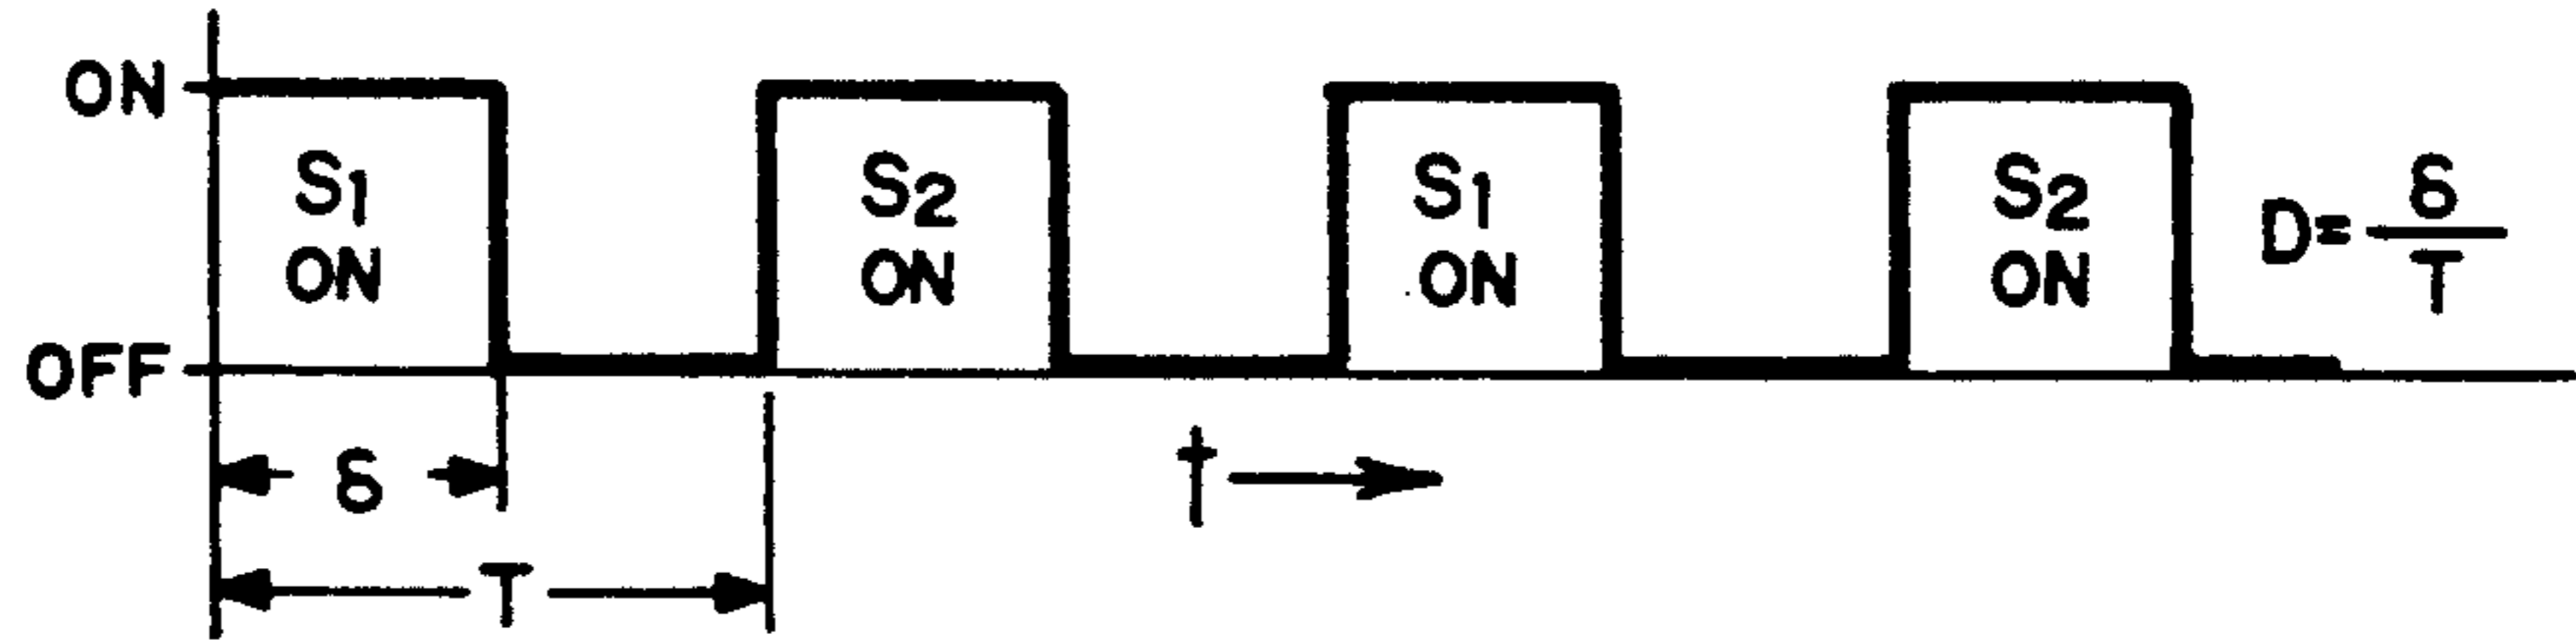 ON
S1 ON
S2 ON
S1 ON
S2 ON
D= δ/T
OFF
δ
t
T